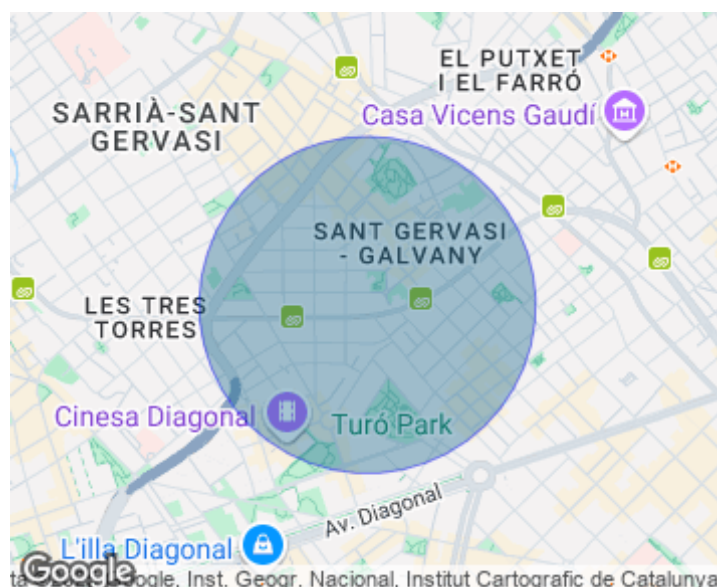 EL PUTXET
I EL FARRÓ
Casa Vicens Gaudí
SARRIÀ-SANT
GERVASI
SANT GERVASI
- GALVANY
LES TRES
TORRES
Cinesa Diagonal
Turó Park
Av. Diagonal
L'illa Diagonal
Google
Google, Inst. Geogr. Nacional, Institut Cartografic de Catalunya